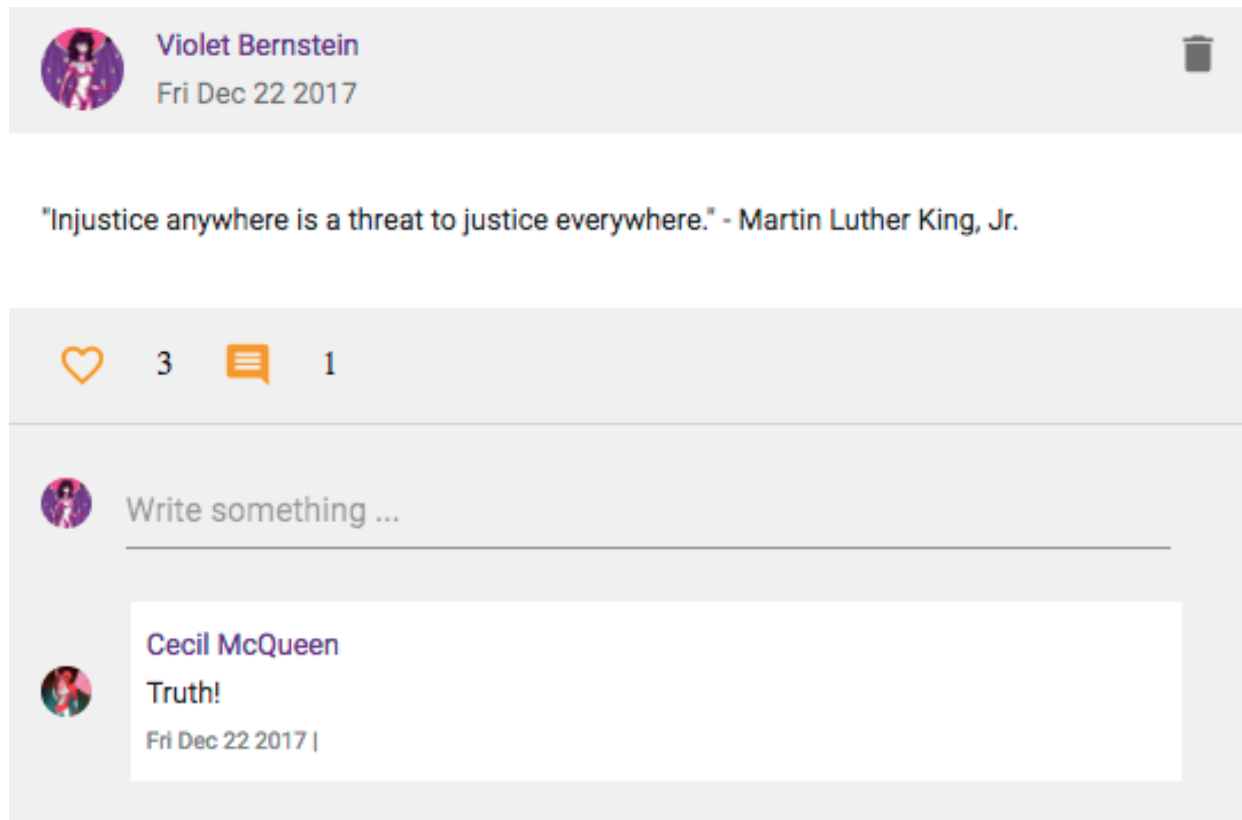 Violet Bernstein
Fri Dec 22 2017
"Injustice anywhere is a threat to justice everywhere." - Martin Luther King, Jr.
3 1
Write something ...
Cecil McQueen
Truth!
Fri Dec 22 2017 |